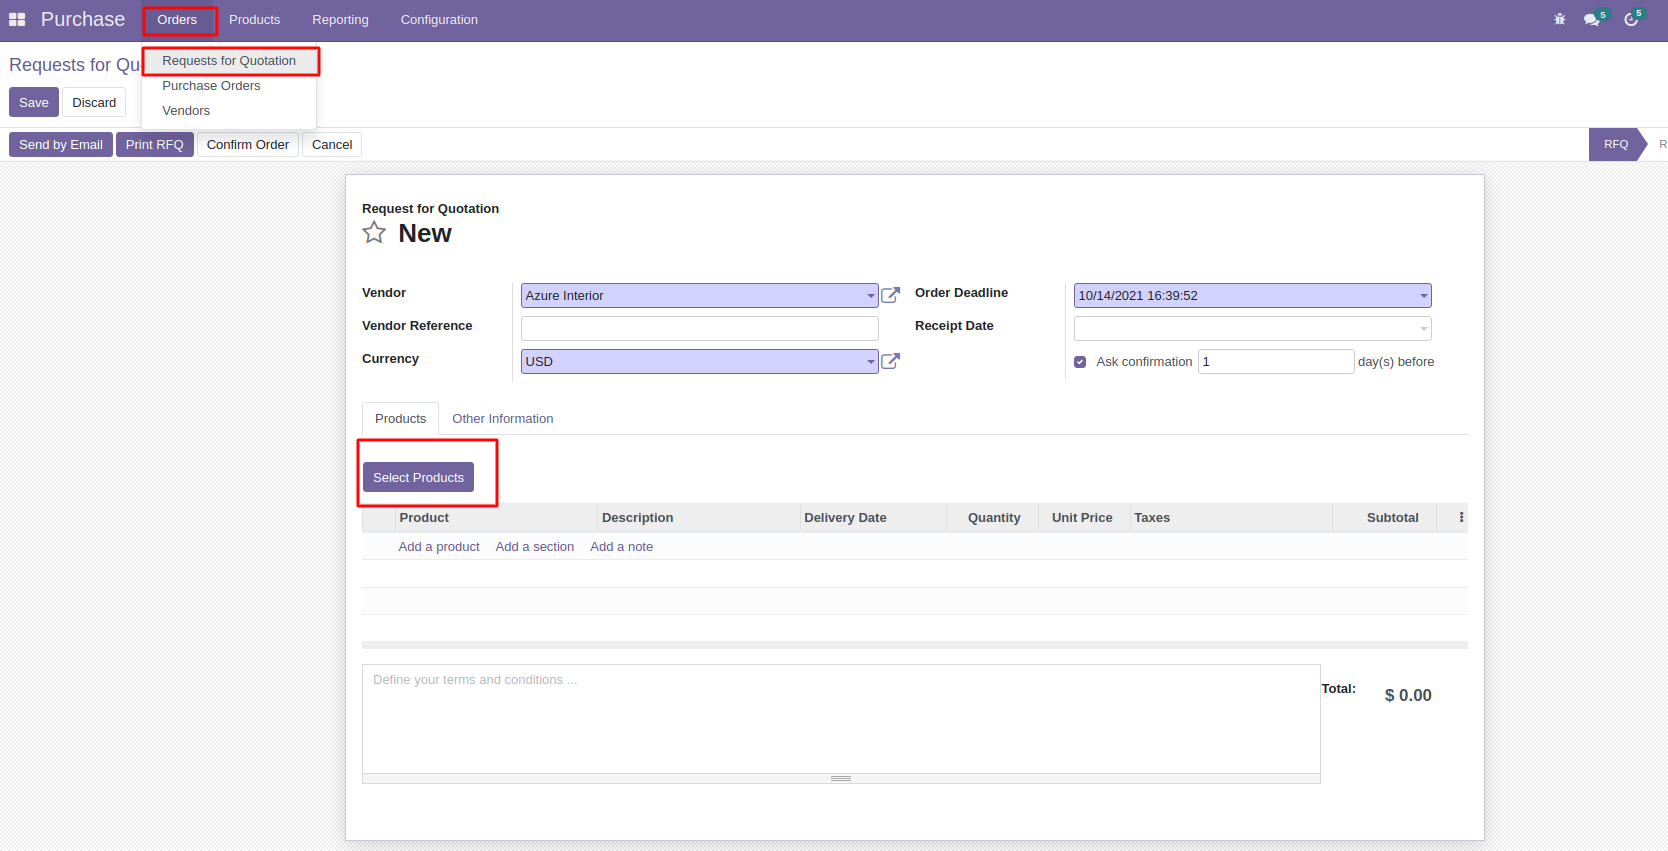 Purchase Orders Products Reporting Configuration 5 5
Requests for Qu
Requests for Quotation
Purchase Orders
Vendors
Save Discard
Send by Email Print RFQ Confirm Order Cancel RFQ R
Request for Quotation
New
Vendor Azure Interior Order Deadline 10/14/2021 16:39:52
Vendor Reference Receipt Date
Currency USD Ask confirmation 1 day(s) before
Products Other Information
Select Products
Product Description Delivery Date Quantity Unit Price Taxes Subtotal
Add a product Add a section Add a note
Define your terms and conditions ...
Total: $ 0.00